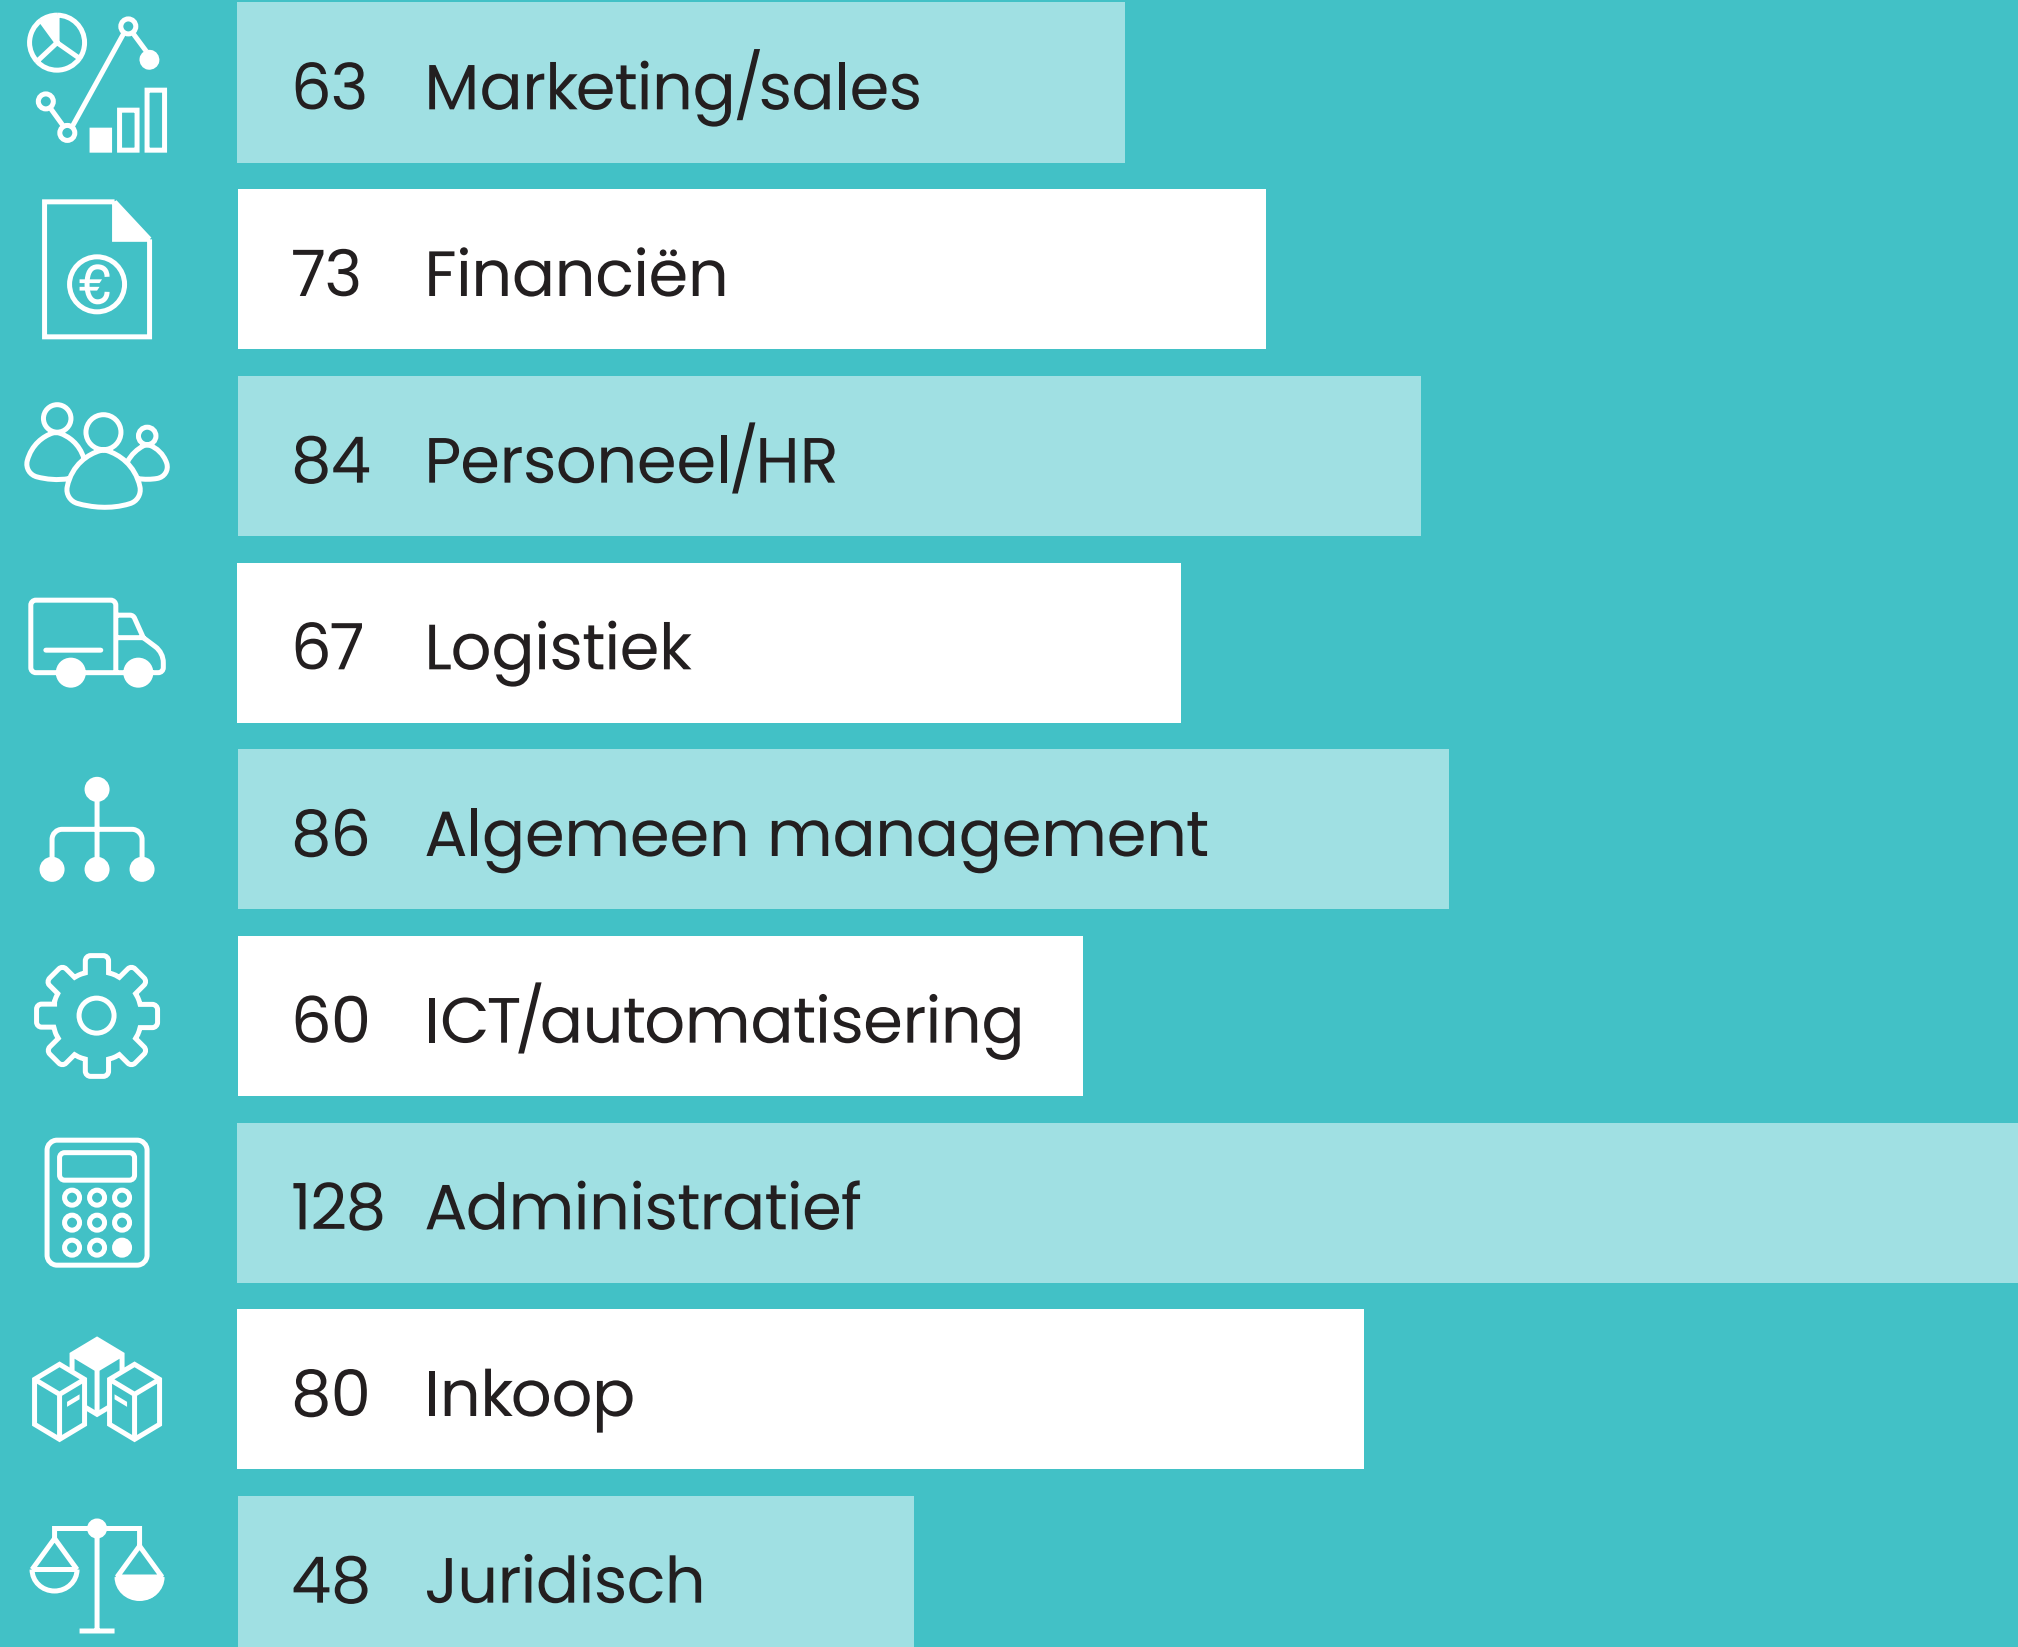 63 Marketing/sales
€
73 Financiën
84 Personeel/HR
67 Logistiek
86 Algemeen management
60 ICT/automatisering
128 Administratief
80 Inkoop
48 Juridisch